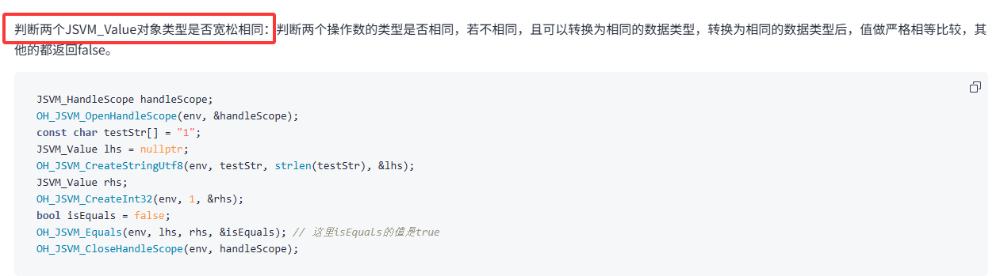 判断两个JSVM_Value对象类型是否宽松相同：判断两个操作数的类型是否相同，若不相同，且可以转换为相同的数据类型，转换为相同的数据类型后，值做严格相等比较，其
他的都返回false。
JSVM_HandleScope handleScope;
OH_JSVM_OpenHandleScope(env, &handleScope);
const char testStr[] = "1";
JSVM_Value lhs = nullptr;
OH_JSVM_CreateStringUtf8(env, testStr, strlen(testStr), &lhs);
JSVM_Value rhs;
OH_JSVM_CreateInt32(env, 1, &rhs);
bool isEquals = false;
OH_JSVM_Equals(env, lhs, rhs, &isEquals); // 这里isEquals的值是true
OH_JSVM_CloseHandleScope(env, handleScope);